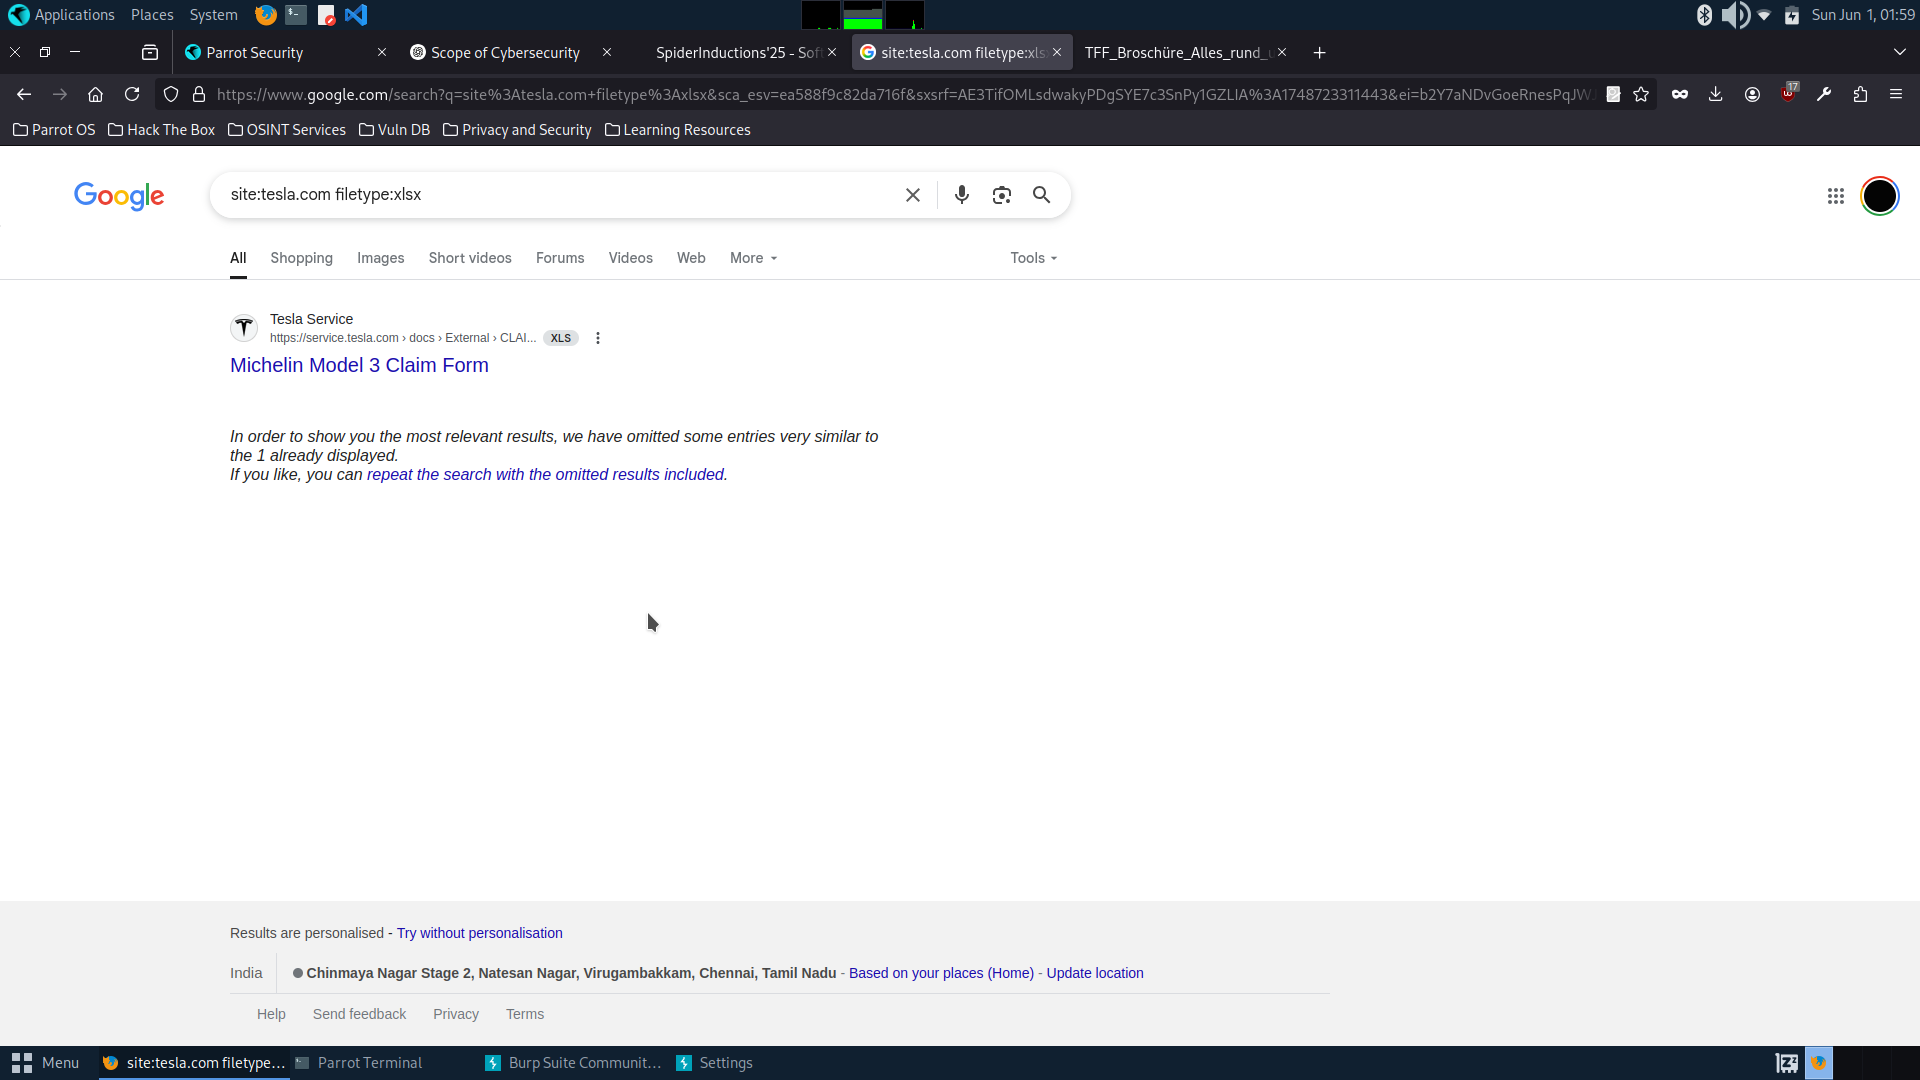 Applications Places System Sun Jun 1, 01:59
Parrot Security Scope of Cybersecurity SpiderInductions'25 - Soft site:tesla.com filetype:xlsx TFF_Broschüre_Alles_rund_u
https://www.google.com/search?q=site%3Atesla.com+filetype%3Axlsx&sca_esv=ea588f9c82da716f&sxsrf=AE3TifOMLsdwakyPDgSYE7c3SnPy1GZLIA%3A1748723311443&ei=b2Y7aNDvGoeRnesPqJWJ 17
Parrot OS Hack The Box OSINT Services Vuln DB Privacy and Security Learning Resources
Google site:tesla.com filetype:xlsx
All Shopping Images Short videos Forums Videos Web More Tools
Tesla Service
https://service.tesla.com › docs › External › CLAI... XLS
Michelin Model 3 Claim Form
In order to show you the most relevant results, we have omitted some entries very similar to
the 1 already displayed.
If you like, you can repeat the search with the omitted results included.
Results are personalised - Try without personalisation
India Chinmaya Nagar Stage 2, Natesan Nagar, Virugambakkam, Chennai, Tamil Nadu - Based on your places (Home) - Update location
Help Send feedback Privacy Terms
Menu site:tesla.com filetype... Parrot Terminal Burp Suite Communit... Settings